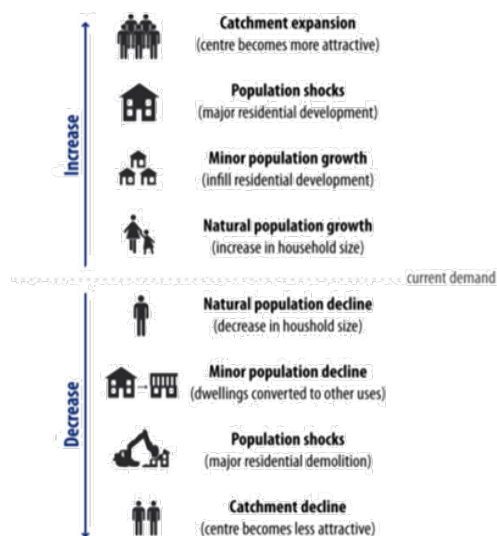 Increase
Catchment expansion
(centre becomes more attractive)
Population shocks
(major residential development)
Minor population growth
(infill residential development)
Natural population growth
(increase in household size)
current demand
Decrease
Natural population decline
(decrease in houshold size)
Minor population decline
(dwellings converted to other uses)
Population shocks
(major residential demolition)
Catchment decline
(centre becomes less attractive)